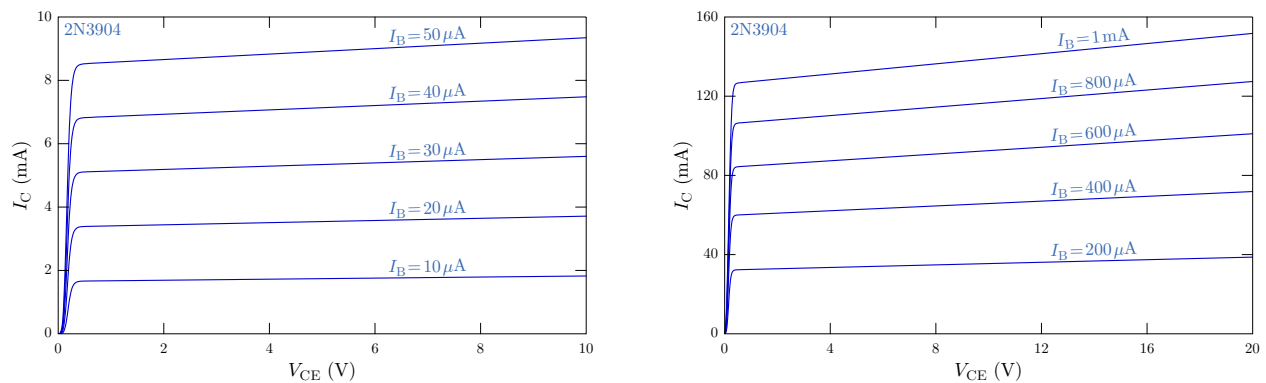 2N3904
I_B=50 μA
I_B=40 μA
I_B=30 μA
I_B=20 μA
I_B=10 μA
10
8
6
4
2
0
I_C (mA)
0 2 4 6 8 10
V_CE (V)
2N3904
I_B=1 mA
I_B=800 μA
I_B=600 μA
I_B=400 μA
I_B=200 μA
160
120
80
40
0
I_C (mA)
0 4 8 12 16 20
V_CE (V)